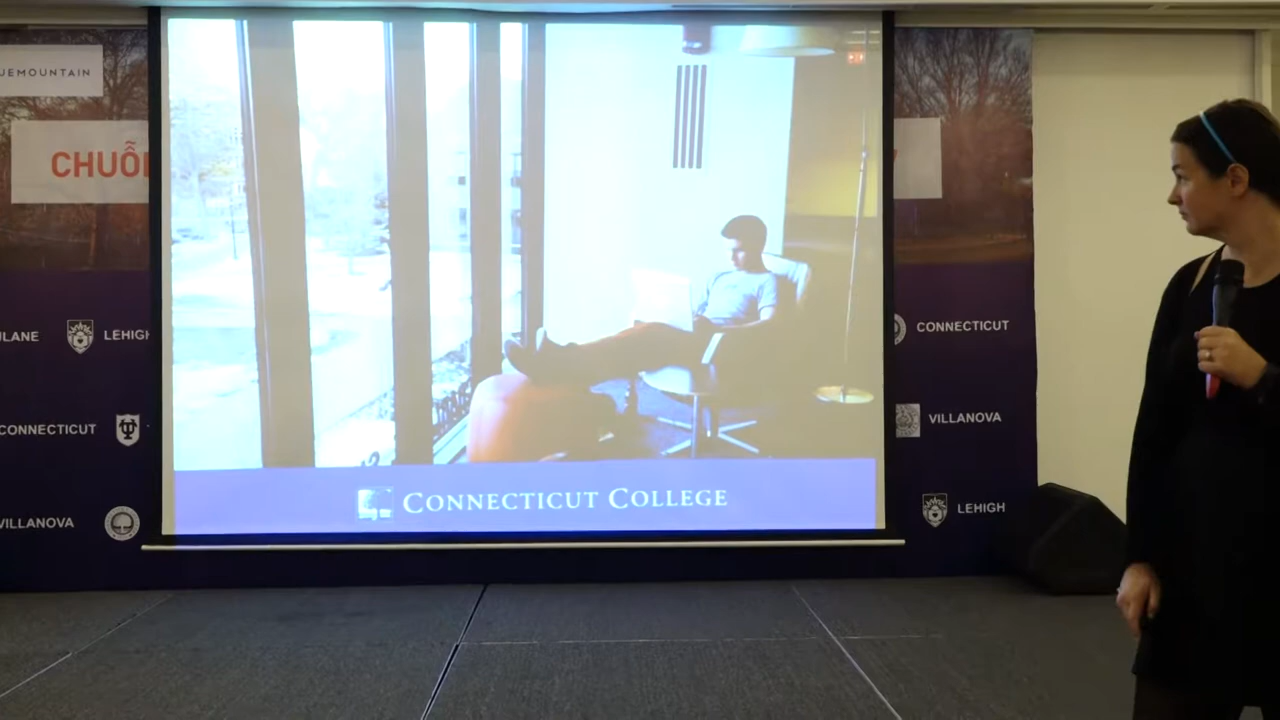 UEMOUNTAIN
CHUỖ
LANE
LEHIGH
CONNECTICUT
VILLANOVA
CONNECTICUT COLLEGE
CONNECTICUT
VILLANOVA
LEHIGH